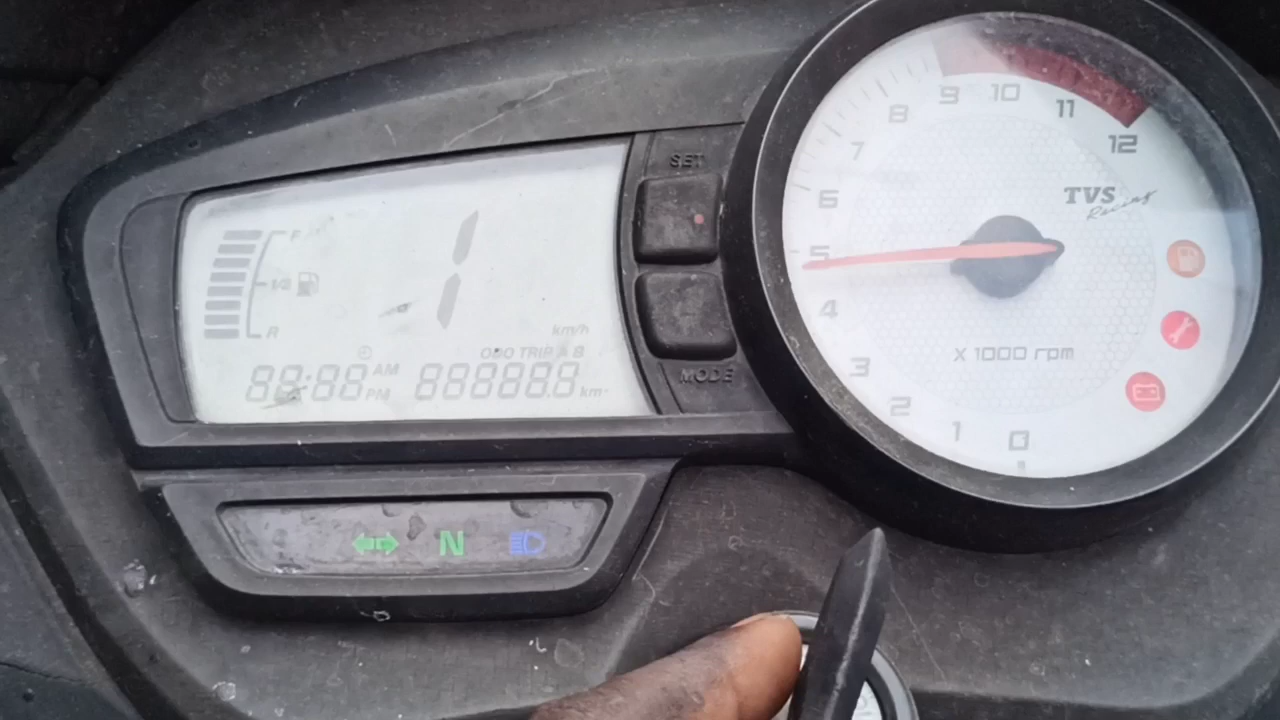 SET
F
1/2
R
1
km/h
ODO TRIP A B
88:88 AM PM
88888.8 km
MODE
N
0
1
2
3
4
5
6
7
8
9
10
11
12
TVS
Racing
X 1000 rpm